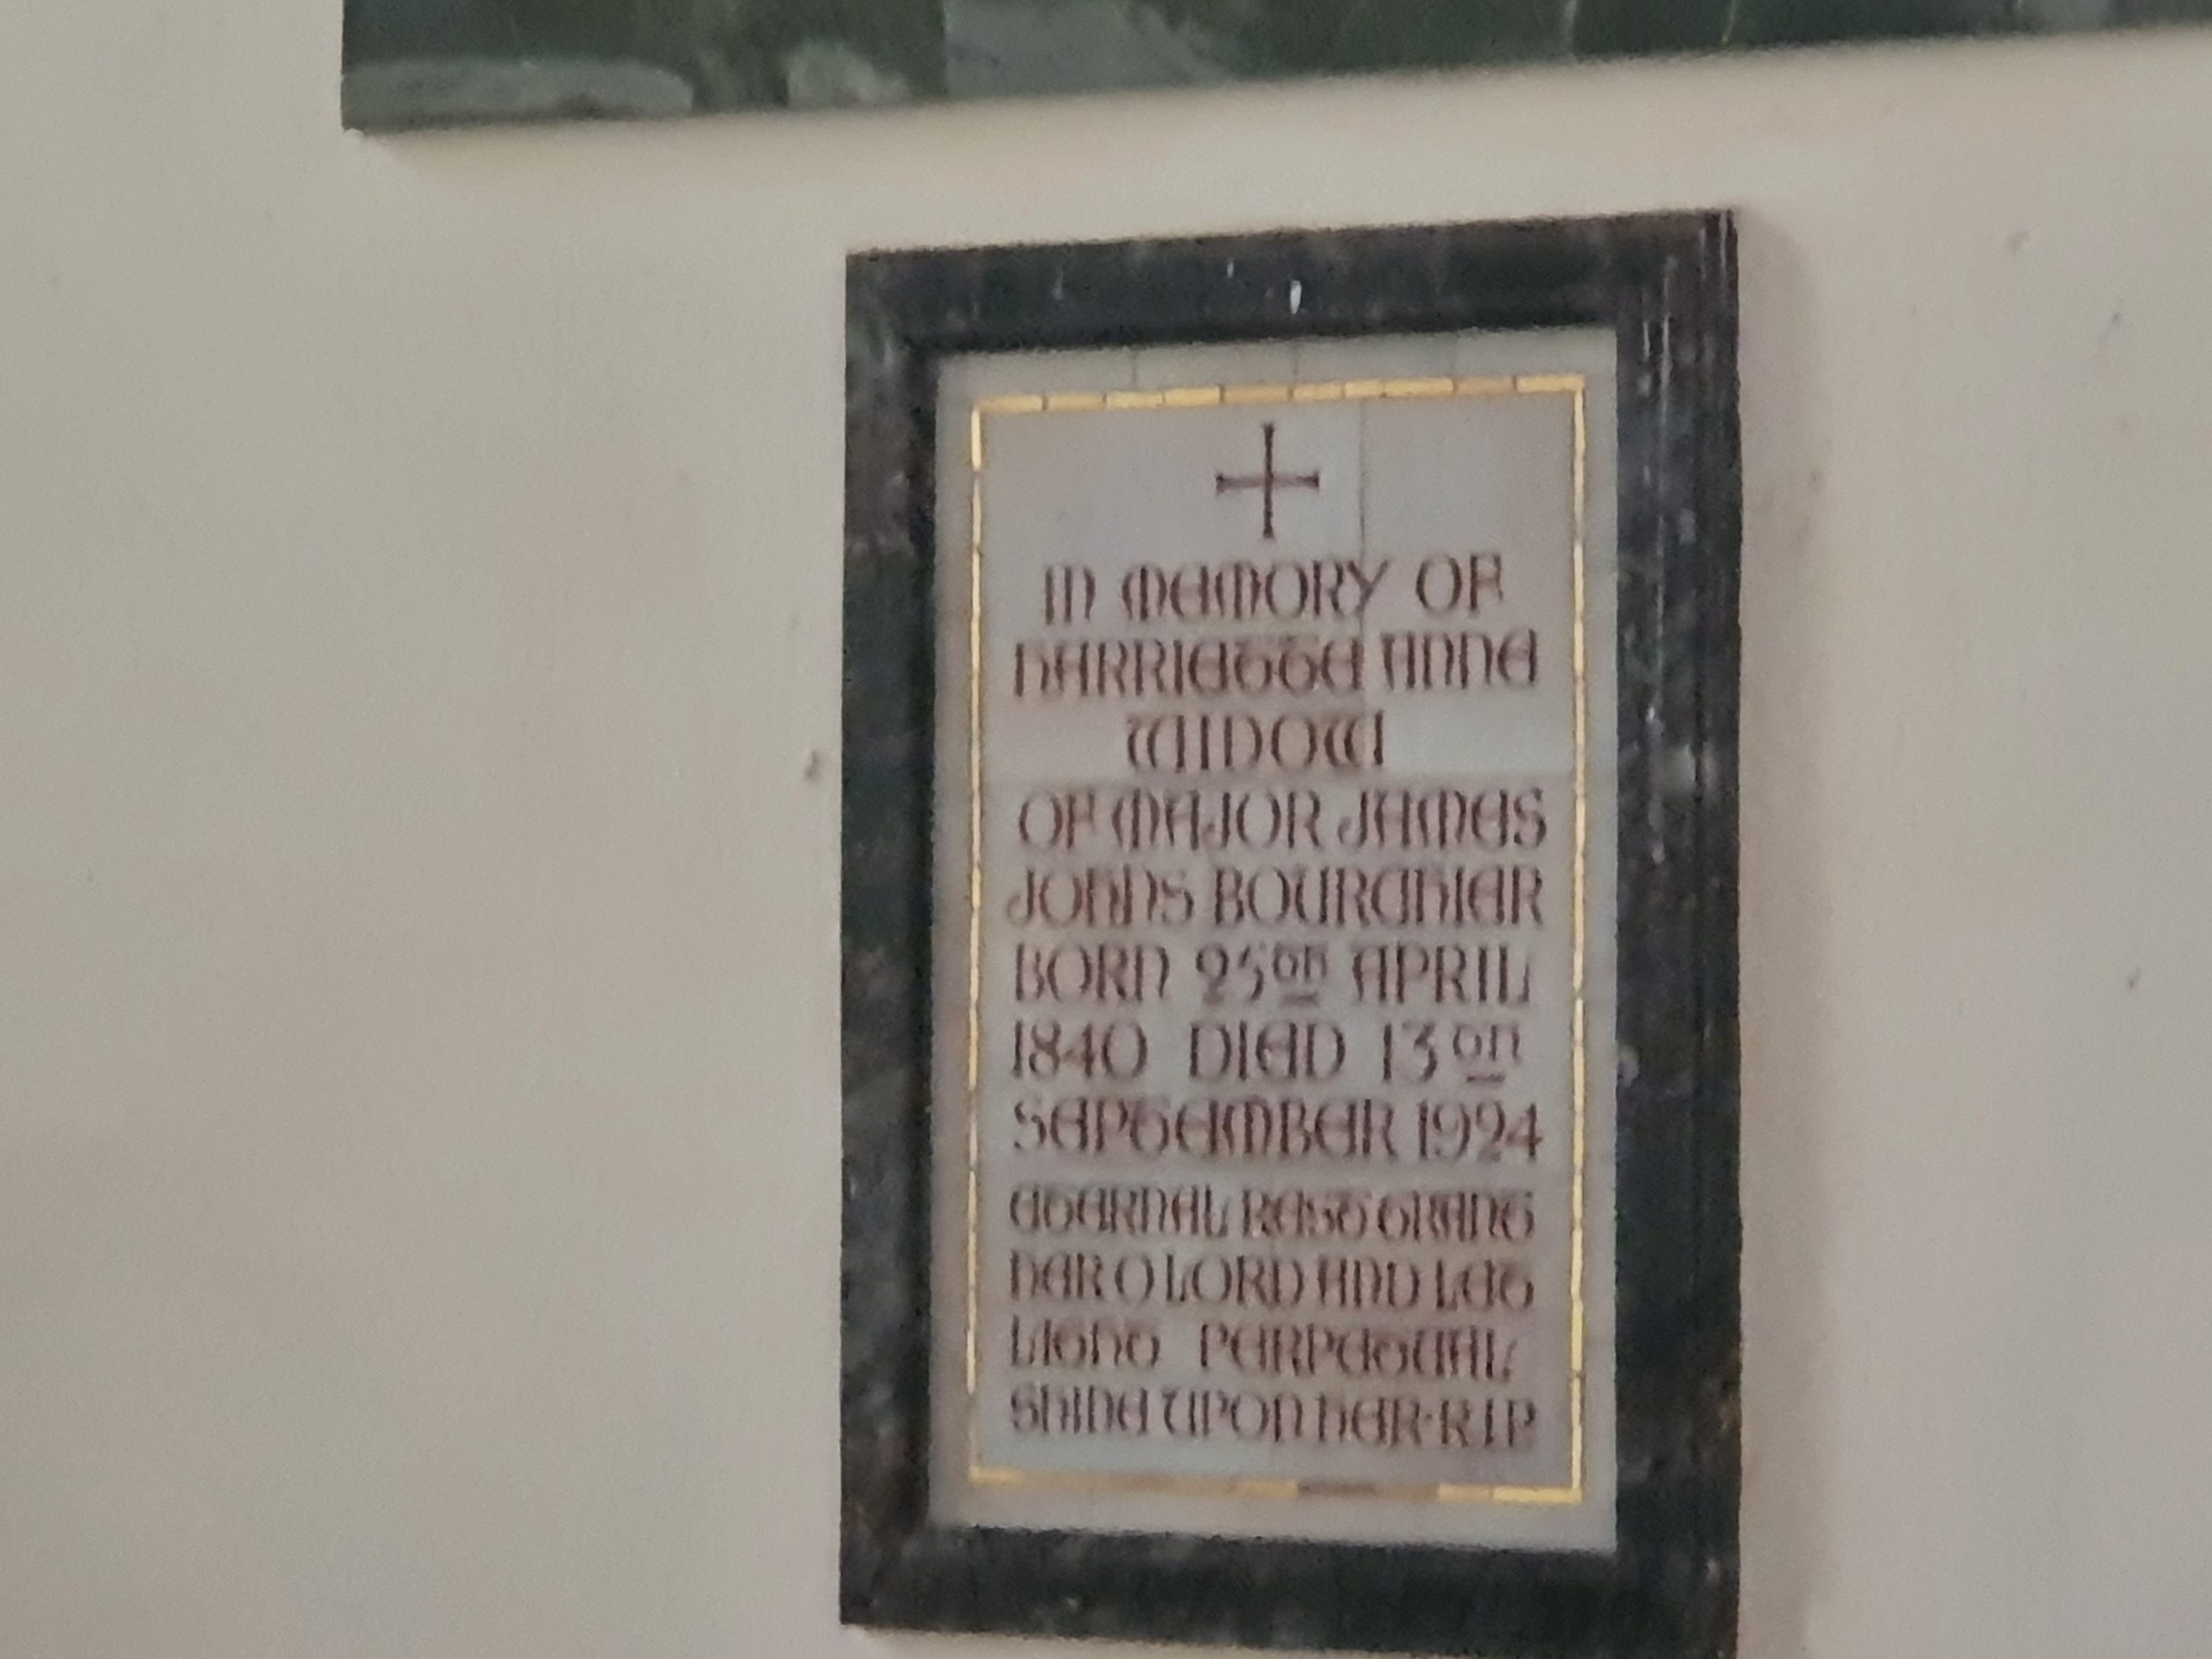 IN MEMORY OF
HARRIETTE ANNE
WIDOW
OF MAJOR JAMES
JOHNS BOURCHIER
BORN 25TH APRIL
1840 DIED 13TH
SEPTEMBER 1924
ETERNAL REST GRANT
HER O LORD AND LET
LIGHT PERPETUAL
SHINE UPON HER·R I P